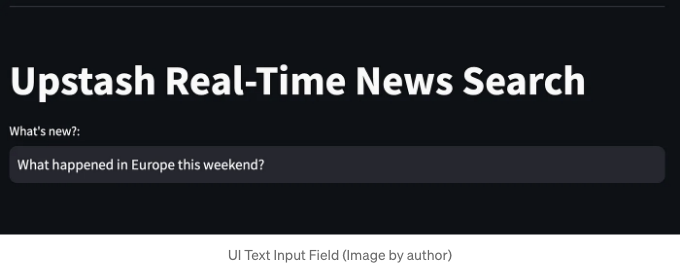 Upstash Real-Time News Search
What's new?:
What happened in Europe this weekend?
UI Text Input Field (Image by author)